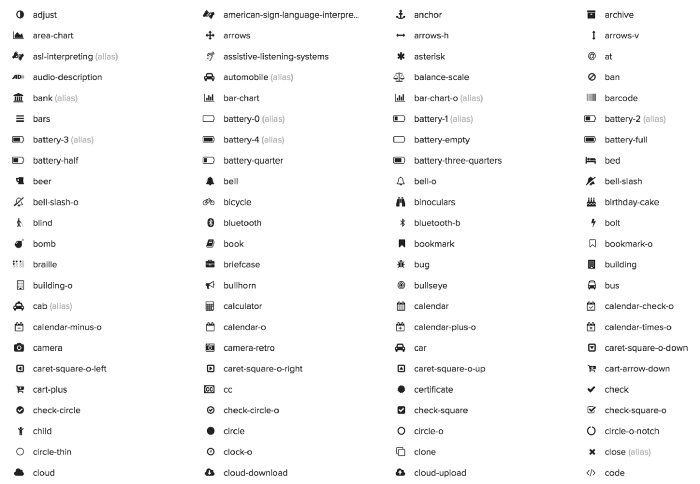 adjust american-sign-language-interpre... anchor archive
area-chart arrows arrows-h arrows-v
asl-interpreting (alias) assistive-listening-systems asterisk at
audio-description automobile (alias) balance-scale ban
bank (alias) bar-chart bar-chart-o (alias) barcode
bars battery-0 (alias) battery-1 (alias) battery-2 (alias)
battery-3 (alias) battery-4 (alias) battery-empty battery-full
battery-half battery-quarter battery-three-quarters bed
beer bell bell-o bell-slash
bell-slash-o bicycle binoculars birthday-cake
blind bluetooth bluetooth-b bolt
bomb book bookmark bookmark-o
braille briefcase bug building
building-o bullhorn bullseye bus
cab (alias) calculator calendar calendar-check-o
calendar-minus-o calendar-o calendar-plus-o calendar-times-o
camera camera-retro car caret-square-o-down
caret-square-o-left caret-square-o-right caret-square-o-up cart-arrow-down
cart-plus cc certificate check
check-circle check-circle-o check-square check-square-o
child circle circle-o circle-o-notch
circle-thin clock-o clone close (alias)
cloud cloud-download cloud-upload code